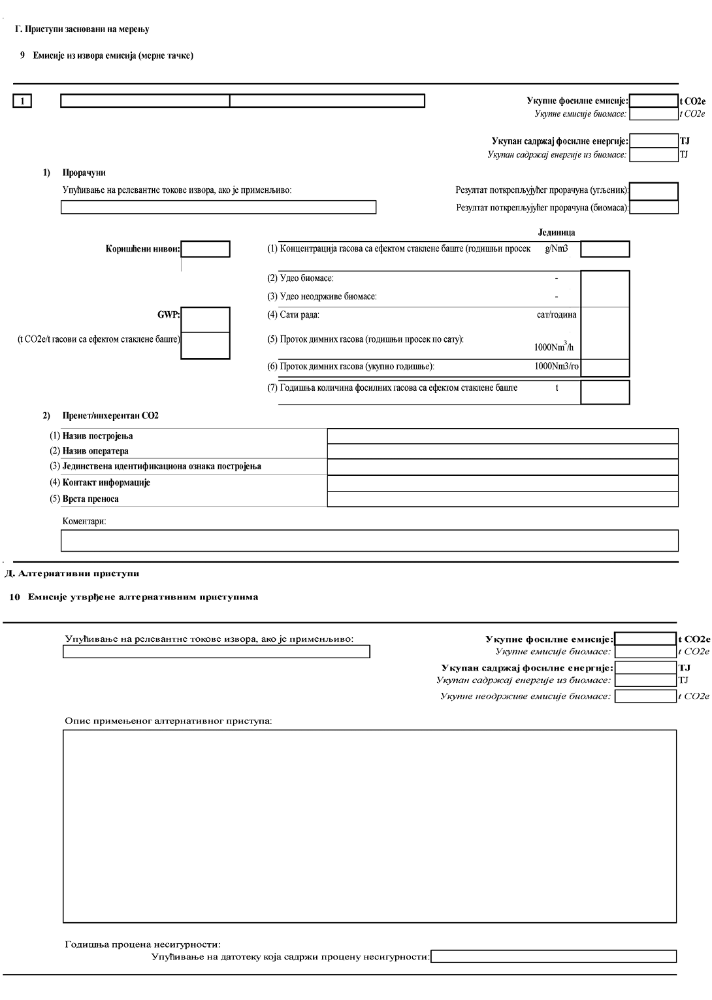 Г. Приступи засновани на мерењу
9 Емисије из извора емисија (мерне тачке)
1
Укупне фосилне емисије: t CO2e
Укупне емисије биомасе: t CO2e
Укупан садржај фосилне енергије: TJ
Укупан садржај енергије из биомасе: TJ
1) Прорачуни
Упућивање на релевантне токове извора, ако је применљиво: Резултат поткрепљујућег прорачуна (угљеник):
Резултат поткрепљујућег прорачуна (биомаса):
Јединица
Коришћени нивои: (1) Концентрација гасова са ефектом стаклене баште (годишњи просек g/Nm3
(2) Удео биомасе: -
(3) Удео неодрживе биомасе: -
GWP: (4) Сати рада: сат/година
(t CO2e/t гасови са ефектом стаклене баште) (5) Проток димних гасова (годишњи просек по сату): 1000Nm³/h
(6) Проток димних гасова (укупно годишње): 1000Nm3/го
(7) Годишња количина фосилних гасова са ефектом стаклене баште t
2) Пренет/инхерентан CO2
(1) Назив постројења
(2) Назив оператера
(3) Јединствена идентификациона ознака постројења
(4) Контакт информације
(5) Врста преноса
Коментари:
Д. Алтернативни приступи
10 Емисије утврђене алтернативним приступима
Упућивање на релевантне токове извора, ако је применљиво: Укупне фосилне емисије: t CO2e
Укупне емисије биомасе: t CO2e
Укупан садржај фосилне енергије: TJ
Укупан садржај енергије из биомасе: TJ
Укупне неодрживе емисије биомасе: t CO2e
Опис примењеног алтернативног приступа:
Годишња процена несигурности:
Упућивање на датотеку која садржи процену несигурности: